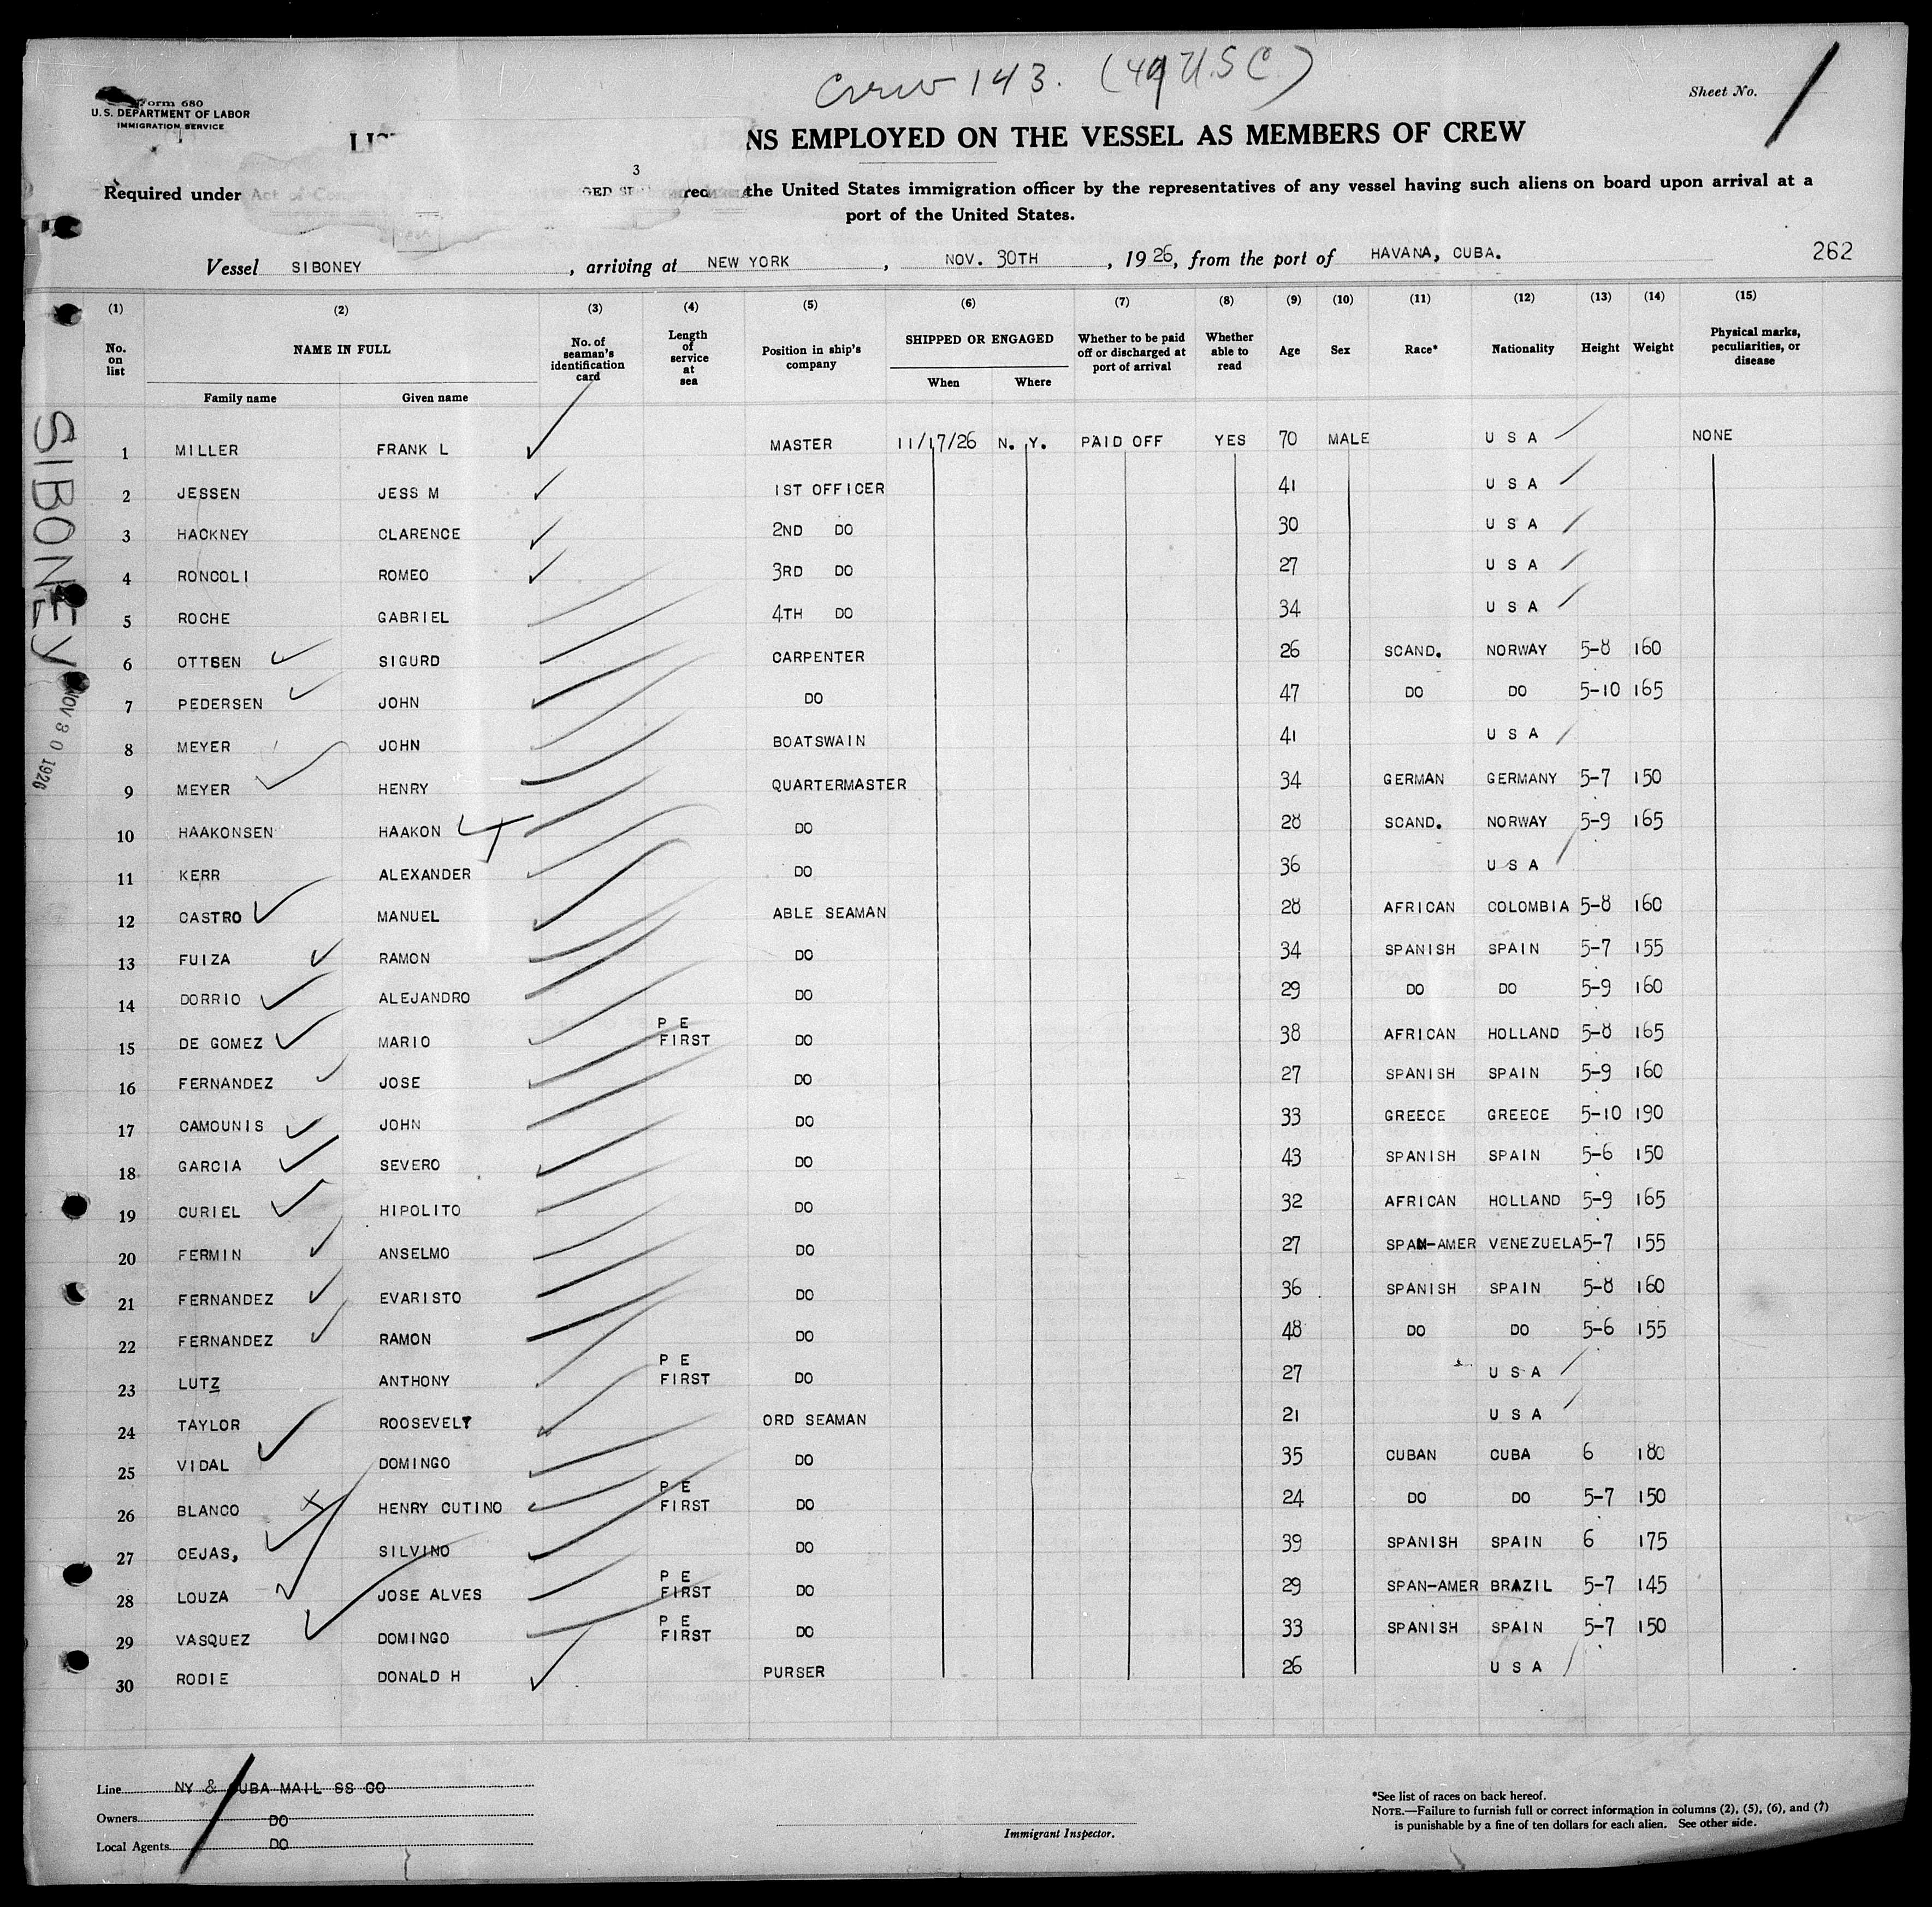 Crew 143. (49 U.S C.)
Form 680
U. S. DEPARTMENT OF LABOR
IMMIGRATION SERVICE
Sheet No. 1
NS EMPLOYED ON THE VESSEL AS MEMBERS OF CREW
3
Required under Act of the United States immigration officer by the representatives of any vessel having such aliens on board upon arrival at a
port of the United States.
Vessel SIBONEY, arriving at NEW YORK, NOV. 30TH, 1926, from the port of HAVANA, CUBA. 262
(1) (2) (3) (4) (5) (6) (7) (8) (9) (10) (11) (12) (13) (14) (15)
No. on list NAME IN FULL No. of seaman's identification card Length of service at sea Position in ship's company SHIPPED OR ENGAGED Whether to be paid off or discharged at port of arrival Whether able to read Age Sex Race* Nationality Height Weight Physical marks, peculiarities, or disease
Family name Given name When Where
1 MILLER FRANK L MASTER 11/17/26 N. Y. PAID OFF YES 70 MALE U S A NONE
2 JESSEN JESS M 1ST OFFICER 41 U S A
3 HACKNEY CLARENCE 2ND DO 30 U S A
4 RONCOLI ROMEO 3RD DO 27 U S A
5 ROCHE GABRIEL 4TH DO 34 U S A
6 OTTSEN SIGURD CARPENTER 26 SCAND. NORWAY 5-8 160
7 PEDERSEN JOHN DO 47 DO DO 5-10 165
8 MEYER JOHN BOATSWAIN 41 U S A
9 MEYER HENRY QUARTERMASTER 34 GERMAN GERMANY 5-7 150
10 HAAKONSEN HAAKON DO 28 SCAND. NORWAY 5-9 165
11 KERR ALEXANDER DO 36 U S A
12 CASTRO MANUEL ABLE SEAMAN 28 AFRICAN COLOMBIA 5-8 160
13 FUIZA RAMON DO 34 SPANISH SPAIN 5-7 155
14 DORRIO ALEJANDRO DO 29 DO DO 5-9 160
15 DE GOMEZ MARIO P E FIRST DO 38 AFRICAN HOLLAND 5-8 165
16 FERNANDEZ JOSE DO 27 SPANISH SPAIN 5-9 160
17 CAMOUNIS JOHN DO 33 GREECE GREECE 5-10 190
18 GARCIA SEVERO DO 43 SPANISH SPAIN 5-6 150
19 CURIEL HIPOLITO DO 32 AFRICAN HOLLAND 5-9 165
20 FERMIN ANSELMO DO 27 SPAN-AMER VENEZUELA 5-7 155
21 FERNANDEZ EVARISTO DO 36 SPANISH SPAIN 5-8 160
22 FERNANDEZ RAMON DO 48 DO DO 5-6 155
23 LUTZ ANTHONY P E FIRST DO 27 U S A
24 TAYLOR ROOSEVELT ORD SEAMAN 21 U S A
25 VIDAL DOMINGO DO 35 CUBAN CUBA 6 180
26 BLANCO HENRY CUTINO P E FIRST DO 24 DO DO 5-7 150
27 CEJAS, SILVINO DO 39 SPANISH SPAIN 6 175
28 LOUZA JOSE ALVES P E FIRST DO 29 SPAN-AMER BRAZIL 5-7 145
29 VASQUEZ DOMINGO P E FIRST DO 33 SPANISH SPAIN 5-7 150
30 RODIE DONALD H PURSER 26 U S A
SIBONEY
NOV 30 1926
Line NY & CUBA MAIL SS CO
Owners DO
Local Agents DO
Immigrant Inspector.
*See list of races on back hereof.
NOTE.—Failure to furnish full or correct information in columns (2), (5), (6), and (7)
is punishable by a fine of ten dollars for each alien. See other side.